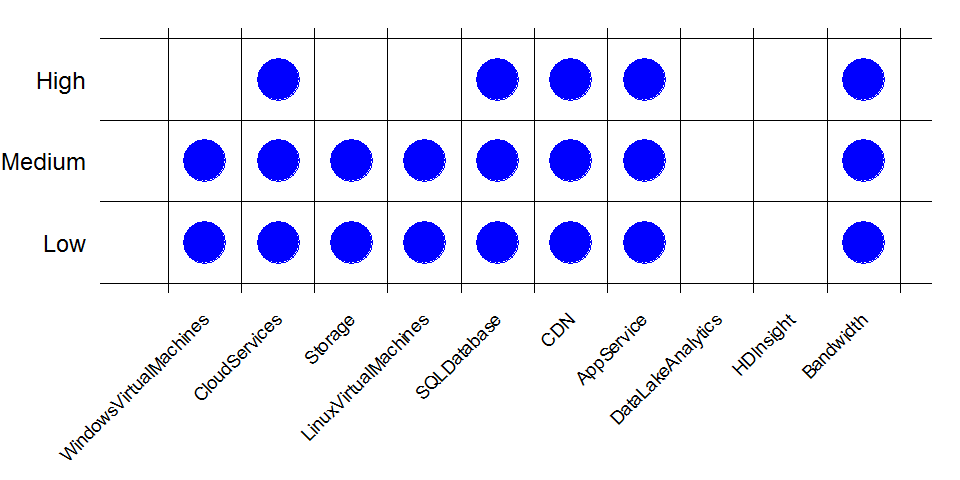 High
Medium
Low
WindowsVirtualMachines
CloudServices
Storage
LinuxVirtualMachines
SQLDatabase
CDN
AppService
DataLakeAnalytics
HDInsight
Bandwidth